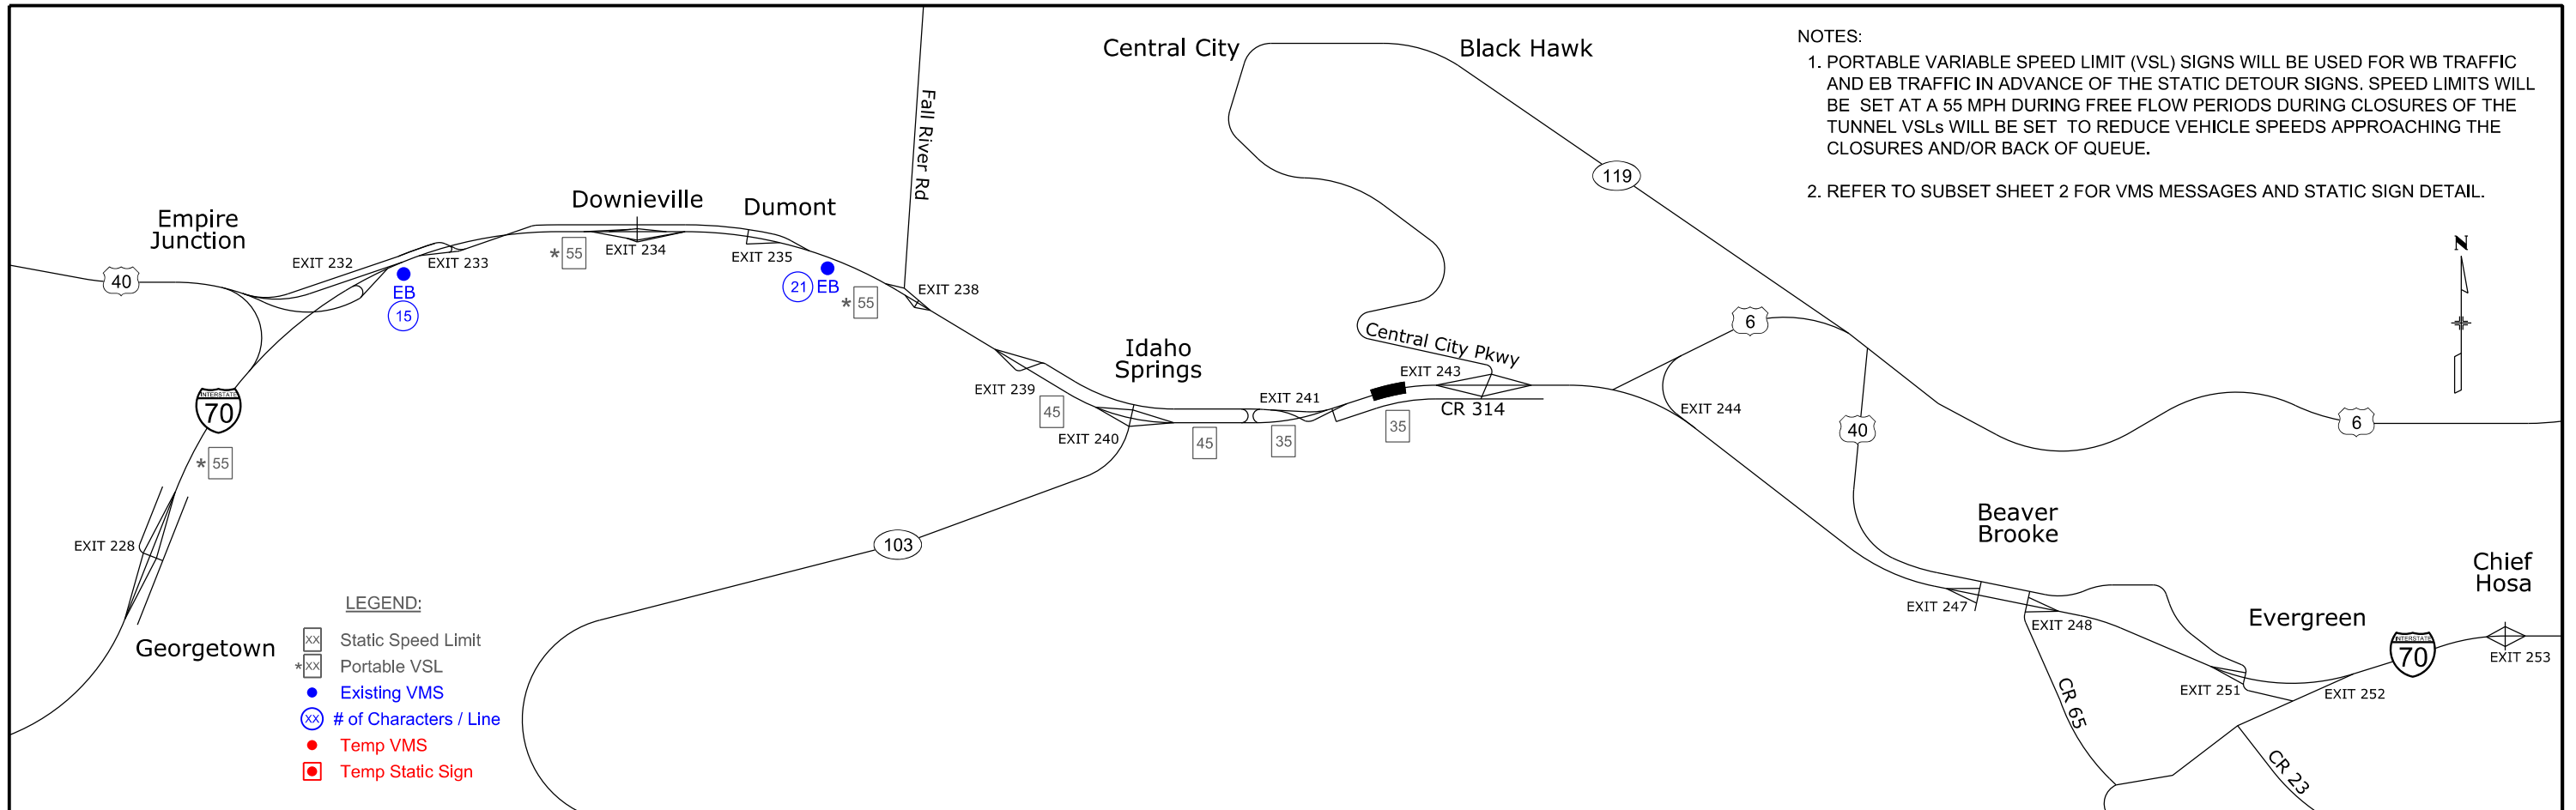 NOTES:
1. PORTABLE VARIABLE SPEED LIMIT (VSL) SIGNS WILL BE USED FOR WB TRAFFIC
AND EB TRAFFIC IN ADVANCE OF THE STATIC DETOUR SIGNS. SPEED LIMITS WILL
BE SET AT A 55 MPH DURING FREE FLOW PERIODS DURING CLOSURES OF THE
TUNNEL VSLs WILL BE SET TO REDUCE VEHICLE SPEEDS APPROACHING THE
CLOSURES AND/OR BACK OF QUEUE.
2. REFER TO SUBSET SHEET 2 FOR VMS MESSAGES AND STATIC SIGN DETAIL.
N
Central City
Black Hawk
119
Fall River Rd
Downieville
Dumont
Empire
Junction
40
EXIT 232
EXIT 233
EB
15
* 55
EXIT 234
EXIT 235
21 EB
* 55
EXIT 238
INTERSTATE
70
* 55
EXIT 228
Georgetown
Idaho
Springs
EXIT 239
45
EXIT 240
45
EXIT 241
35
35
Central City Pkwy
EXIT 243
CR 314
6
EXIT 244
40
6
103
Beaver
Brooke
EXIT 247
EXIT 248
CR 65
Evergreen
EXIT 251
EXIT 252
CR 23
INTERSTATE
70
Chief
Hosa
EXIT 253
LEGEND:
XX Static Speed Limit
*XX Portable VSL
Existing VMS
XX # of Characters / Line
Temp VMS
Temp Static Sign